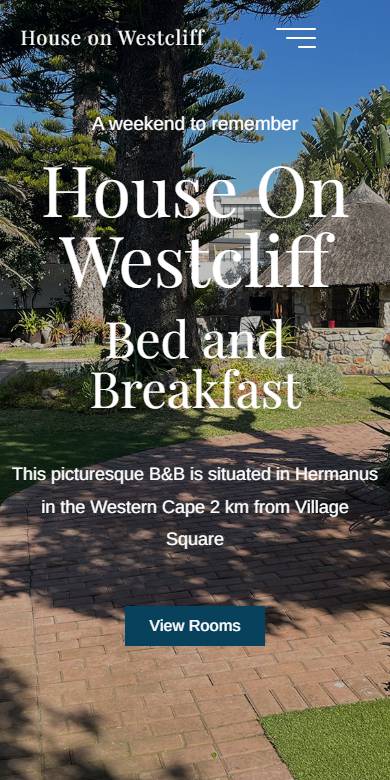 House on Westcliff
A weekend to remember
House On
Westcliff
Bed and
Breakfast
This picturesque B&B is situated in Hermanus
in the Western Cape 2 km from Village
Square
View Rooms